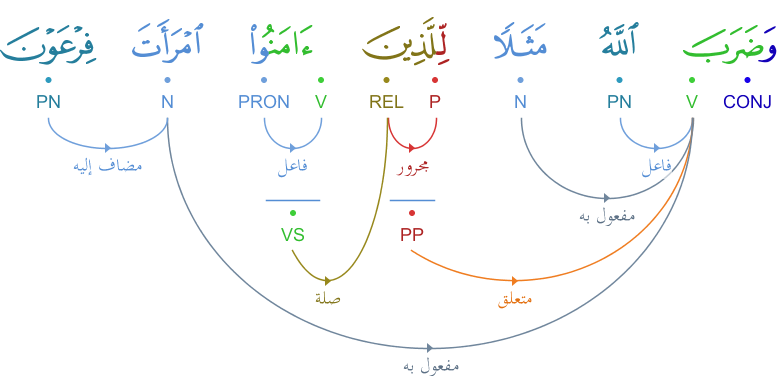 وَضَرَبَ ٱللَّهُ مَثَلًا لِّلَّذِينَ ءَامَنُوا۟ ٱمْرَأَتَ فِرْعَوْنَ
PN N PRON V REL P N PN V CONJ
مضاف إليه فاعل مجرور فاعل
مفعول به
VS PP
صلة متعلق
مفعول به